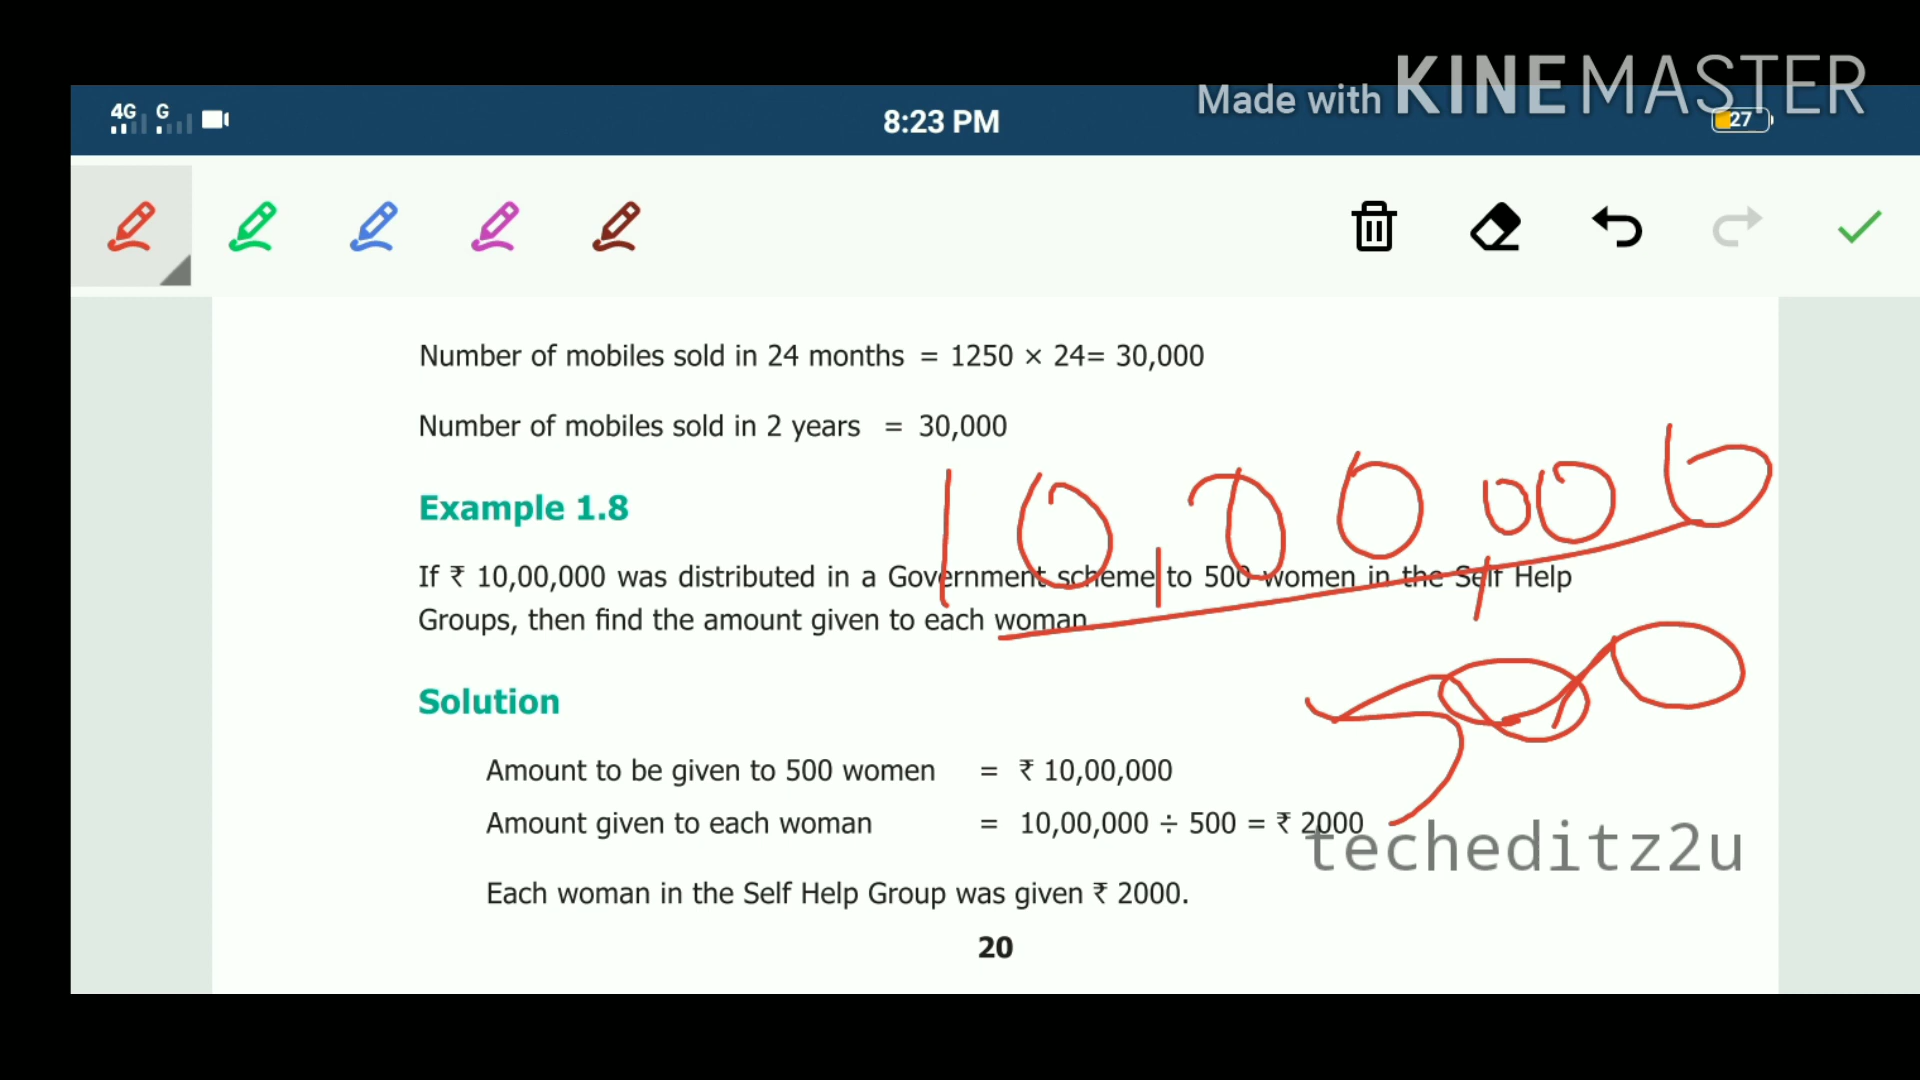 Made with KINEMASTER
4G G 8:23 PM 27
Number of mobiles sold in 24 months = 1250 × 24= 30,000
Number of mobiles sold in 2 years = 30,000
10,00,000
Example 1.8
If ₹ 10,00,000 was distributed in a Government scheme to 500 women in the Self Help
Groups, then find the amount given to each woman.
500
Solution
Amount to be given to 500 women = ₹ 10,00,000
Amount given to each woman = 10,00,000 ÷ 500 = ₹ 2000
techeditz2u
Each woman in the Self Help Group was given ₹ 2000.
20